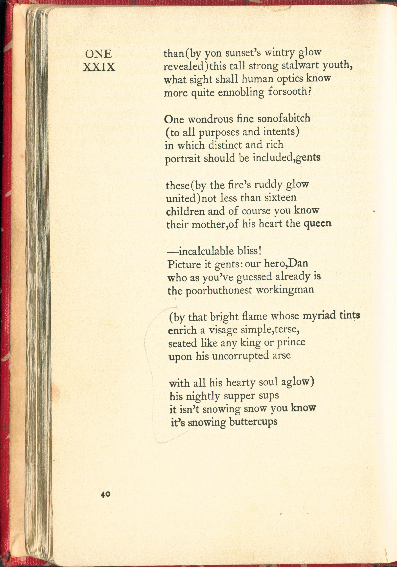 ONE
XXIX
than(by yon sunset's wintry glow
revealed)this tall strong stalwart youth,
what sight shall human optics know
more quite ennobling forsooth?
One wondrous fine sonofabitch
(to all purposes and intents)
in which distinct and rich
portrait should be included,gents
these(by the fire's ruddy glow
united)not less than sixteen
children and of course you know
their mother,of his heart the queen
—incalculable bliss!
Picture it gents:our hero,Dan
who as you've guessed already is
the poorbuthonest workingman
(by that bright flame whose myriad tints
enrich a visage simple,terse,
seated like any king or prince
upon his uncorrupted arse
with all his hearty soul aglow)
his nightly supper sups
it isn't snowing snow you know
it's snowing buttercups
40